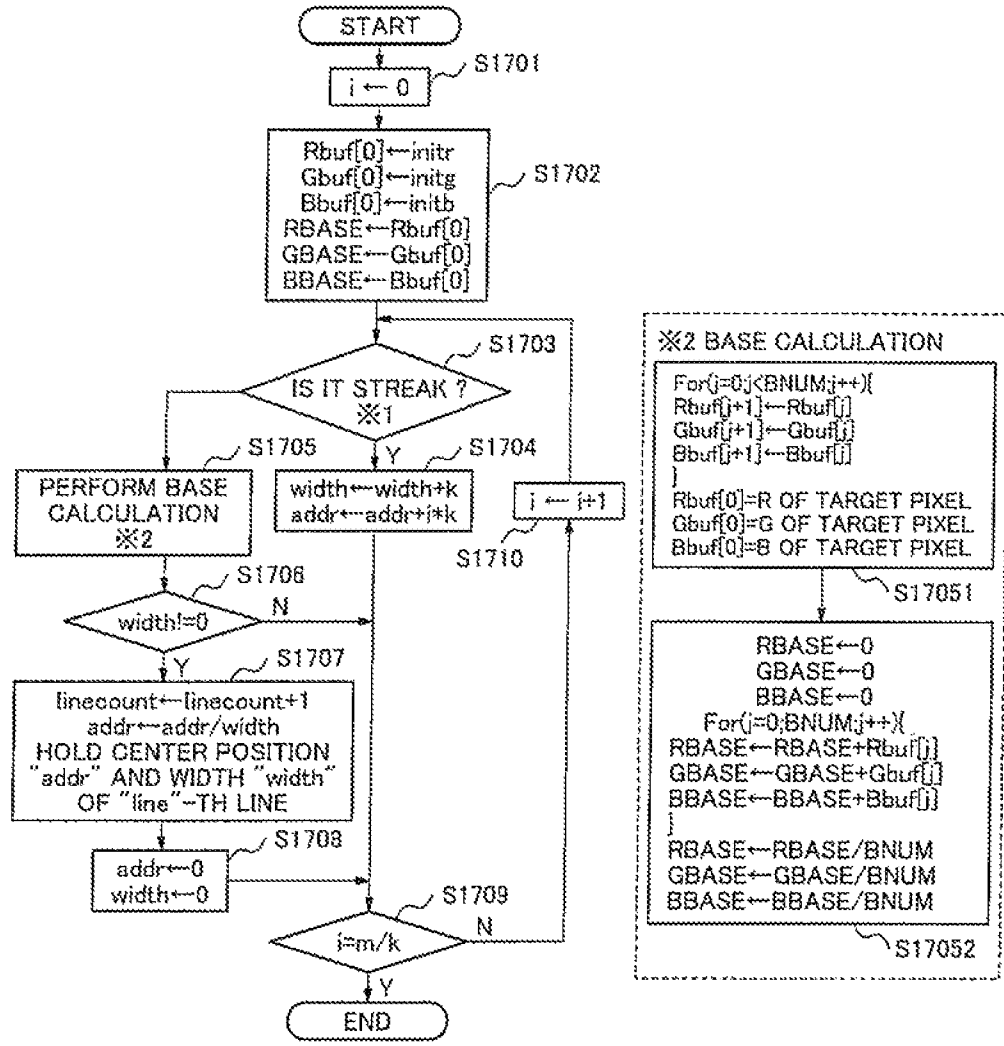 START
S1701
i ← 0
Rbuf[0]←initr
Gbuf[0]←initg
Bbuf[0]←initb
RBASE←Rbuf[0]
GBASE←Gbuf[0]
BBASE←Bbuf[0]
S1702
S1703
IS IT STREAK ?
※1
Y
S1704
width←width+k
addr←addr+i*k
S1705
PERFORM BASE
CALCULATION
※2
S1706
width!=0
N
Y
S1707
linecount←linecount+1
addr←addr/width
HOLD CENTER POSITION
"addr" AND WIDTH "width"
OF "line"-TH LINE
S1708
addr←0
width←0
S1709
i=m/k
N
Y
END
i ← i+1
S1710
※2 BASE CALCULATION
For(j=0;j<BNUM;j++){
Rbuf[j+1]←Rbuf[j]
Gbuf[j+1]←Gbuf[j]
Bbuf[j+1]←Bbuf[j]
}
Rbuf[0]=R OF TARGET PIXEL
Gbuf[0]=G OF TARGET PIXEL
Bbuf[0]=B OF TARGET PIXEL
S17051
RBASE←0
GBASE←0
BBASE←0
For(j=0;BNUM;j++){
RBASE←RBASE+Rbuf[j]
GBASE←GBASE+Gbuf[j]
BBASE←BBASE+Bbuf[j]
}
RBASE←RBASE/BNUM
GBASE←GBASE/BNUM
BBASE←BBASE/BNUM
S17052